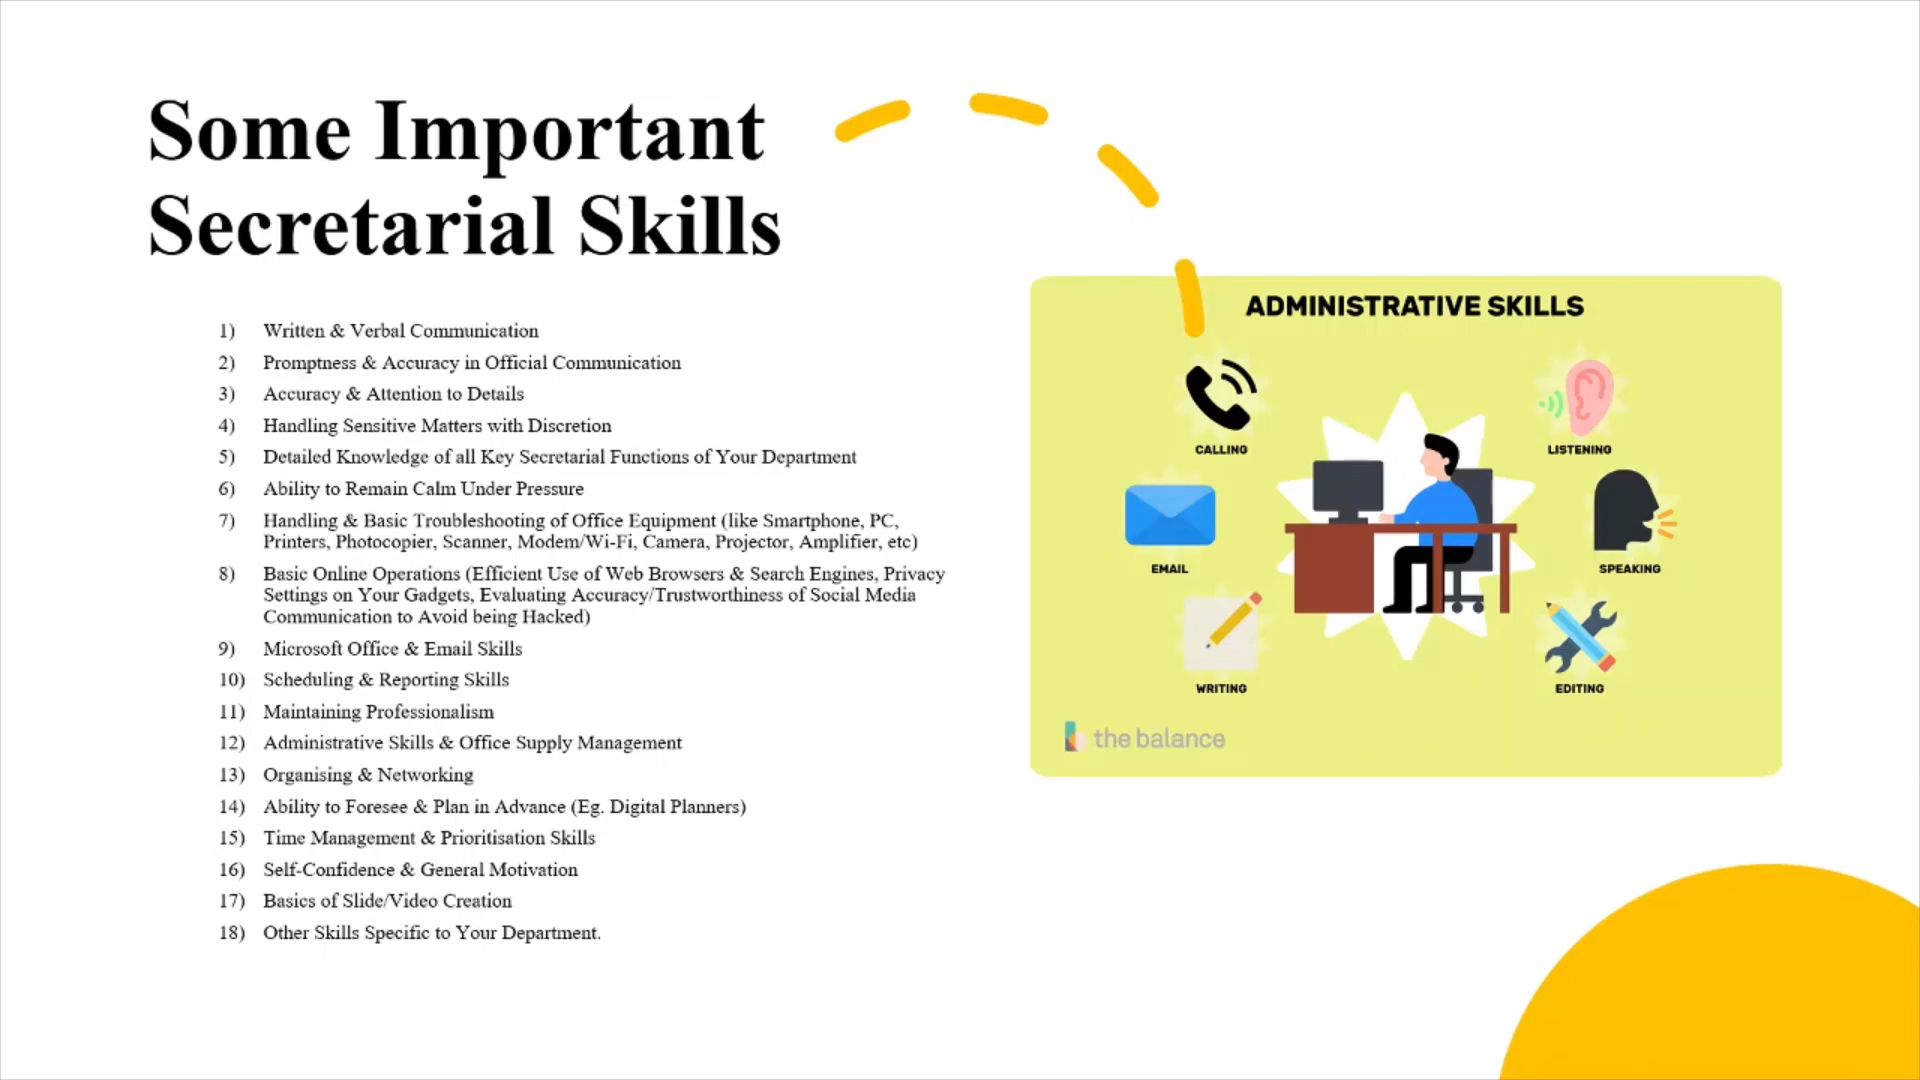 Some Important
Secretarial Skills
1) Written & Verbal Communication
2) Promptness & Accuracy in Official Communication
3) Accuracy & Attention to Details
4) Handling Sensitive Matters with Discretion
5) Detailed Knowledge of all Key Secretarial Functions of Your Department
6) Ability to Remain Calm Under Pressure
7) Handling & Basic Troubleshooting of Office Equipment (like Smartphone, PC,
Printers, Photocopier, Scanner, Modem/Wi-Fi, Camera, Projector, Amplifier, etc)
8) Basic Online Operations (Efficient Use of Web Browsers & Search Engines, Privacy
Settings on Your Gadgets, Evaluating Accuracy/Trustworthiness of Social Media
Communication to Avoid being Hacked)
9) Microsoft Office & Email Skills
10) Scheduling & Reporting Skills
11) Maintaining Professionalism
12) Administrative Skills & Office Supply Management
13) Organising & Networking
14) Ability to Foresee & Plan in Advance (Eg. Digital Planners)
15) Time Management & Prioritisation Skills
16) Self-Confidence & General Motivation
17) Basics of Slide/Video Creation
18) Other Skills Specific to Your Department.
ADMINISTRATIVE SKILLS
CALLING
LISTENING
EMAIL
SPEAKING
WRITING
EDITING
the balance